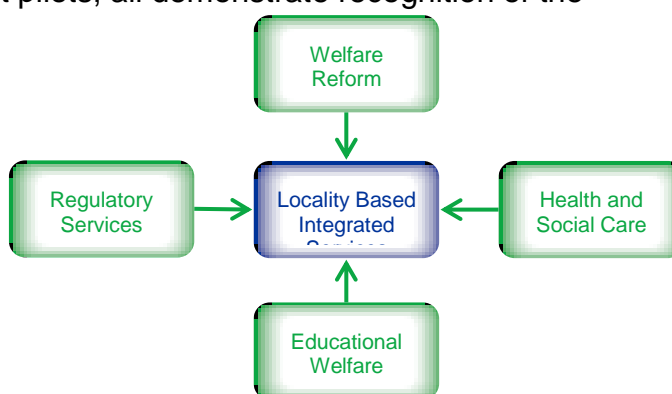 t pilots, all demonstrate recognition of the
Welfare
Reform
Regulatory
Services
Locality Based
Integrated
Services
Health and
Social Care
Educational
Welfare